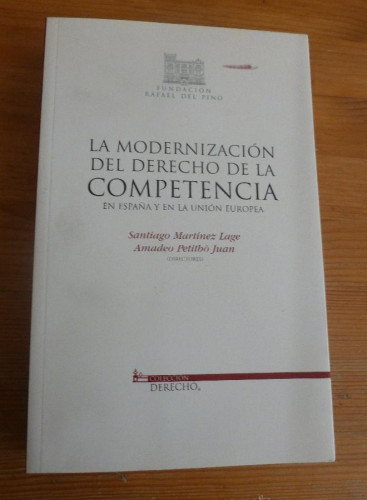 FUNDACIÓN
RAFAEL DEL PINO
LA MODERNIZACIÓN
DEL DERECHO DE LA
COMPETENCIA
EN ESPAÑA Y EN LA UNIÓN EUROPEA
Santiago Martínez Lage
Amadeo Petitbò Juan
(DIRECTORES)
COLECCIÓN
DERECHO